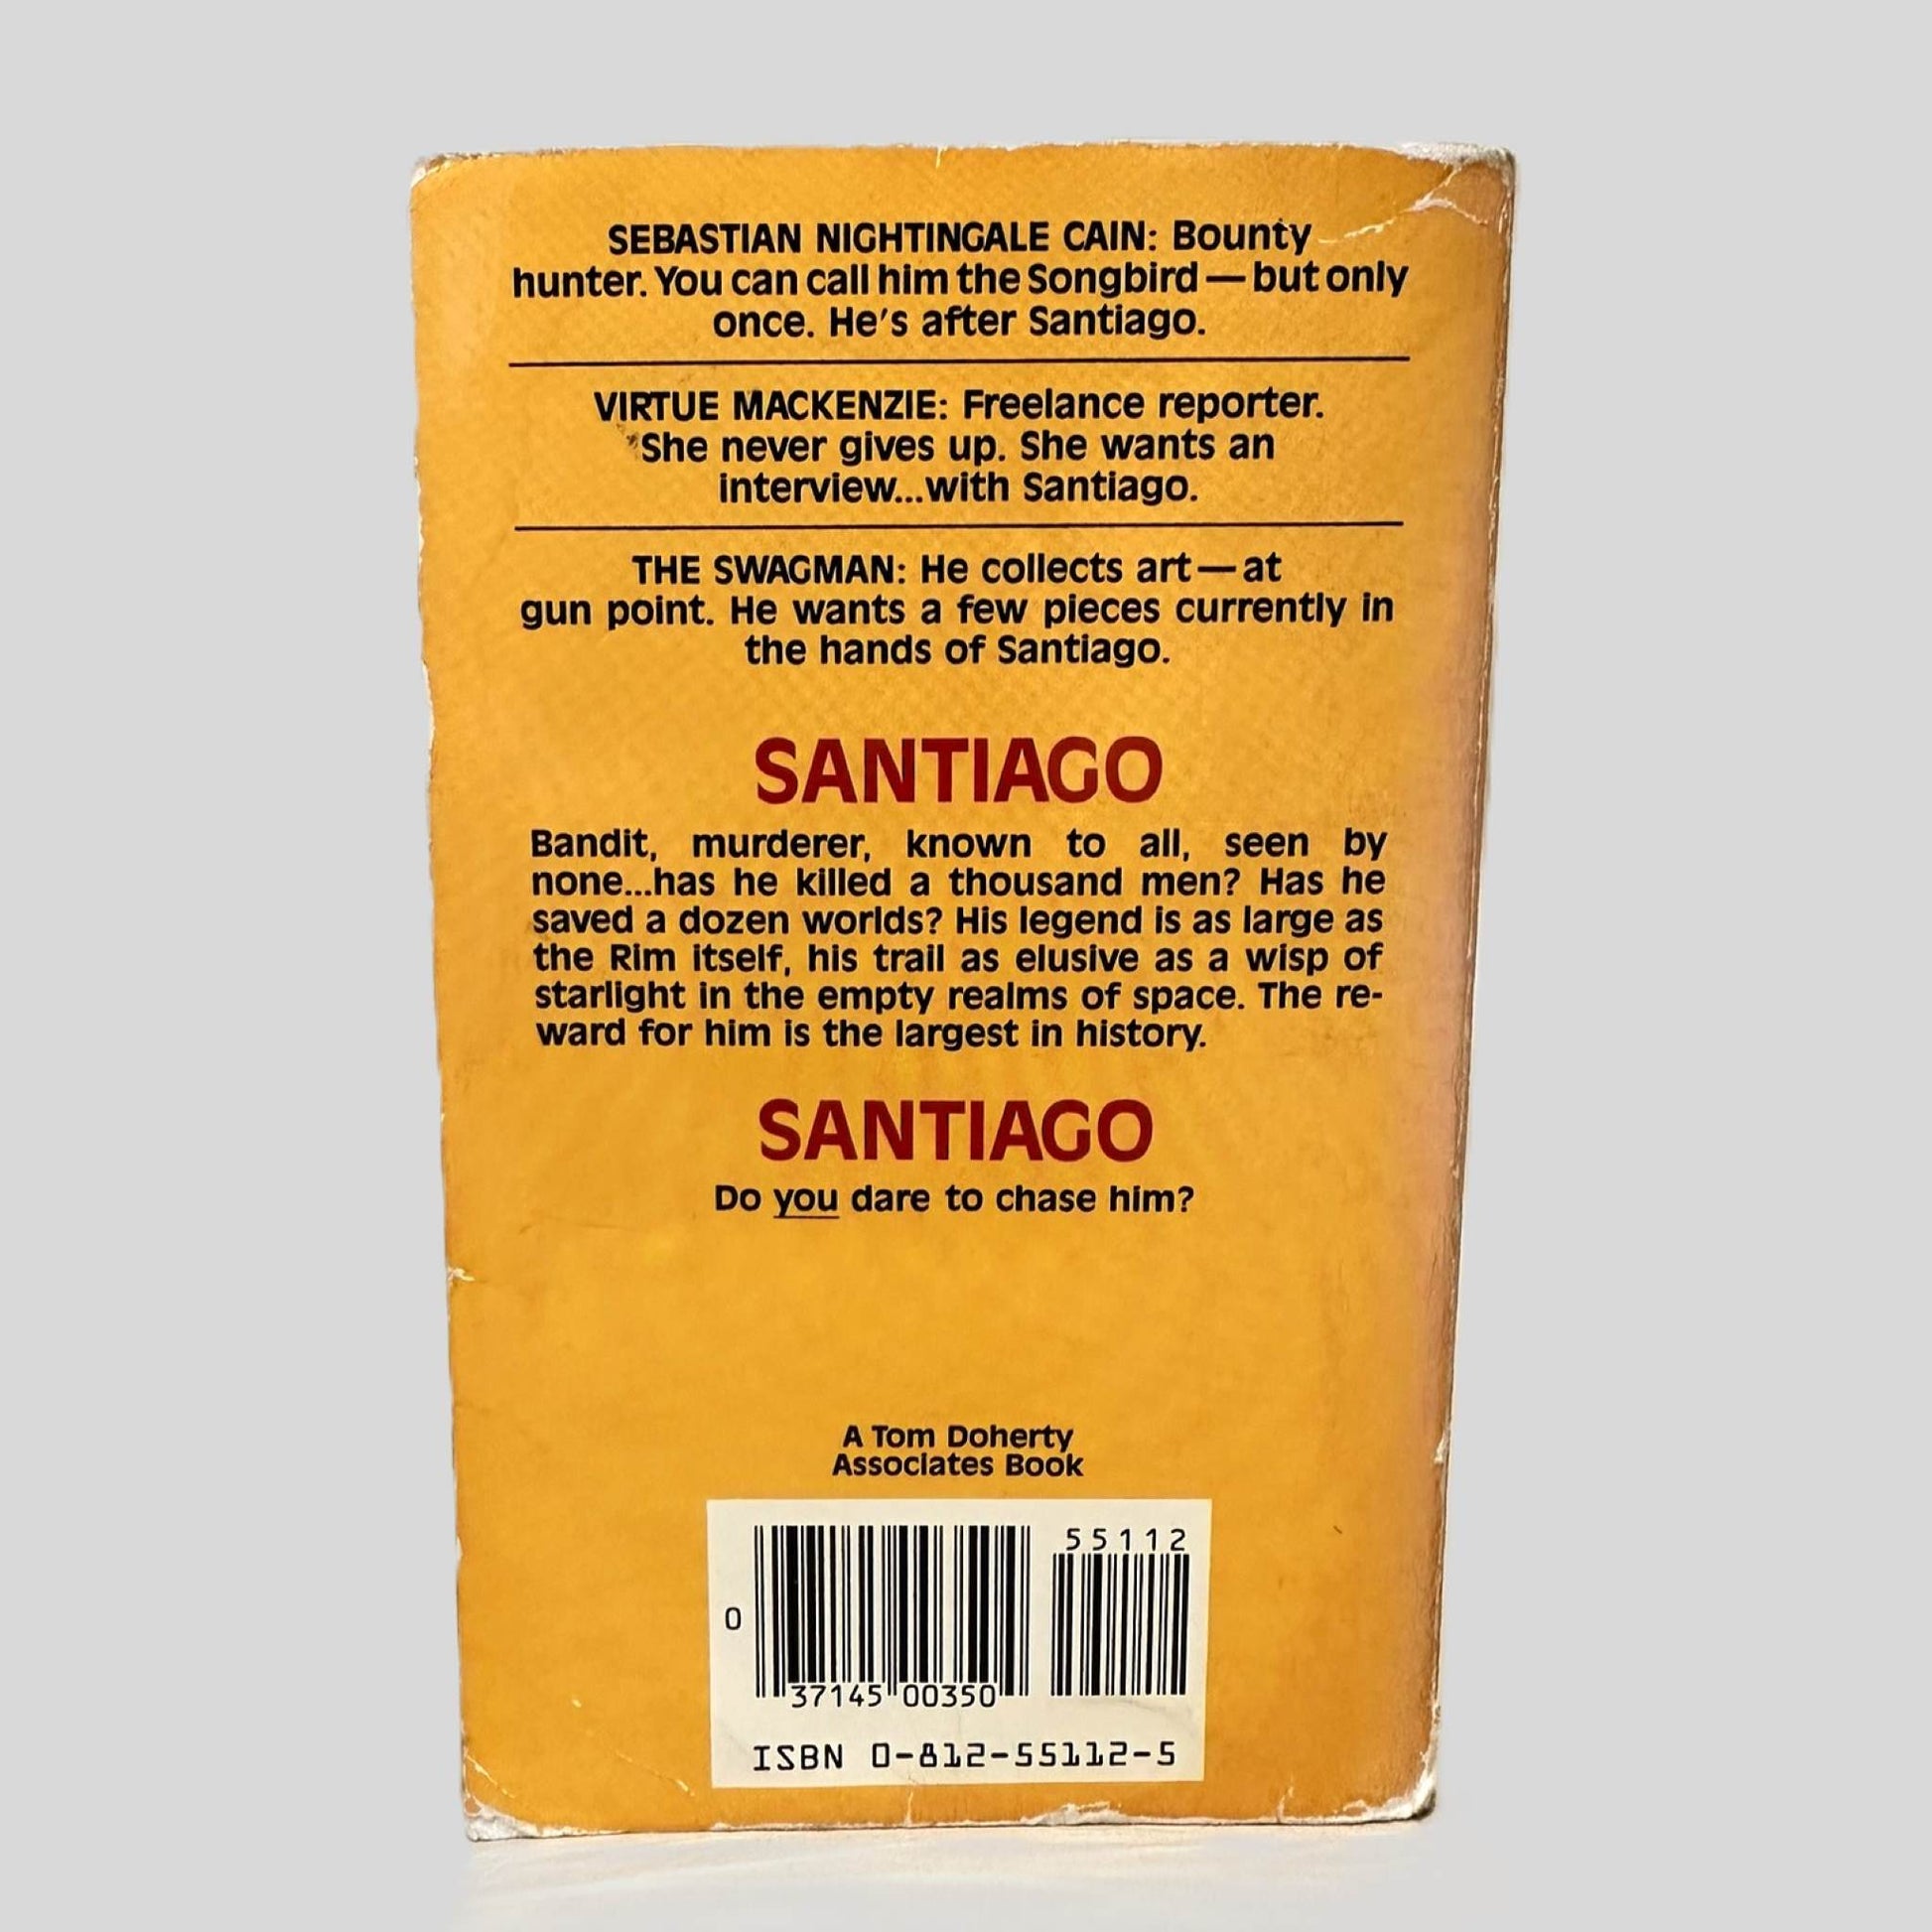 SEBASTIAN NIGHTINGALE CAIN: Bounty
hunter. You can call him the Songbird—but only
once. He's after Santiago.
VIRTUE MACKENZIE: Freelance reporter.
She never gives up. She wants an
interview...with Santiago.
THE SWAGMAN: He collects art—at
gun point. He wants a few pieces currently in
the hands of Santiago.
SANTIAGO
Bandit, murderer, known to all, seen by
none...has he killed a thousand men? Has he
saved a dozen worlds? His legend is as large as
the Rim itself, his trail as elusive as a wisp of
starlight in the empty realms of space. The re-
ward for him is the largest in history.
SANTIAGO
Do you dare to chase him?
A Tom Doherty
Associates Book
55112
0
37145 00350
ISBN 0-812-55112-5